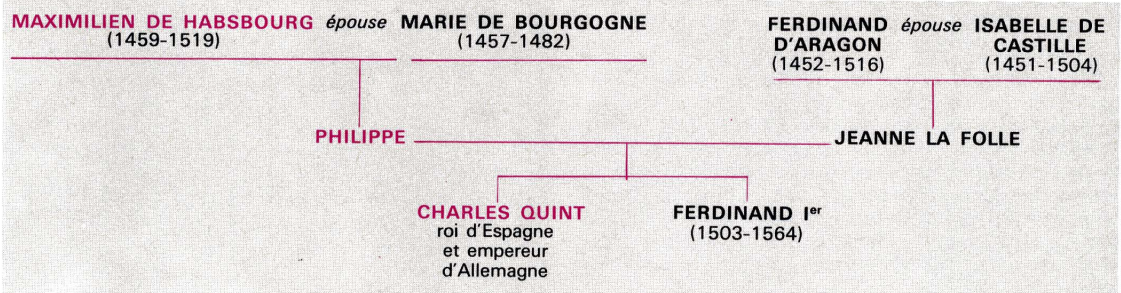 MAXIMILIEN DE HABSBOURG épouse MARIE DE BOURGOGNE
(1459-1519)
(1457-1482)
FERDINAND épouse ISABELLE DE
D'ARAGON
CASTILLE
(1452-1516)
(1451-1504)
PHILIPPE
JEANNE LA FOLLE
CHARLES QUINT
roi d'Espagne
et empereur
d'Allemagne
FERDINAND Ier
(1503-1564)